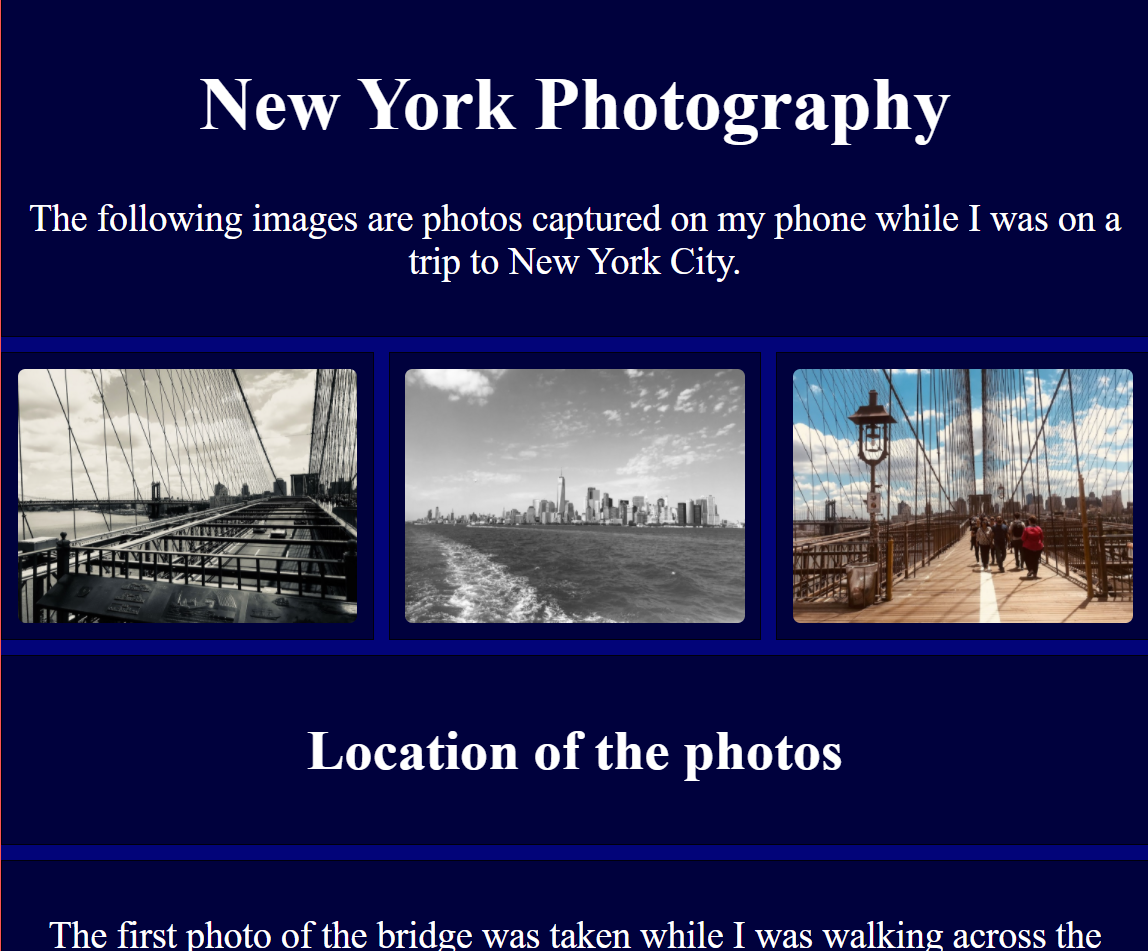 New York Photography
The following images are photos captured on my phone while I was on a
trip to New York City.
Location of the photos
The first photo of the bridge was taken while I was walking across the